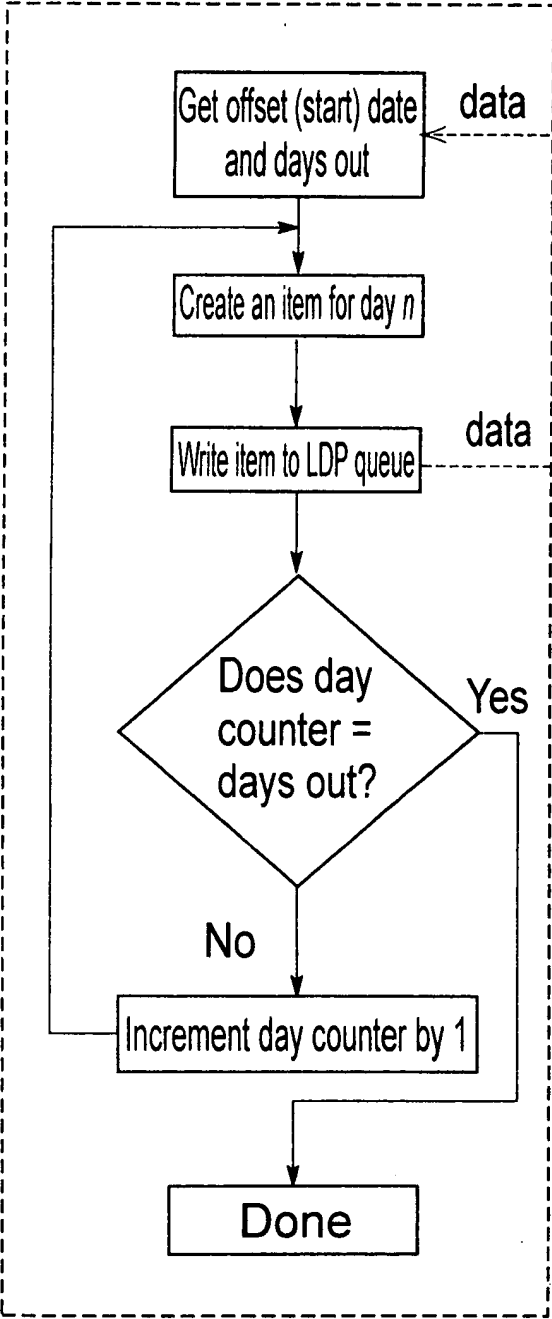 Get offset (start) date
and days out
data
Create an item for day n
Write item to LDP queue
data
Does day
counter =
days out?
Yes
No
Increment day counter by 1
Done